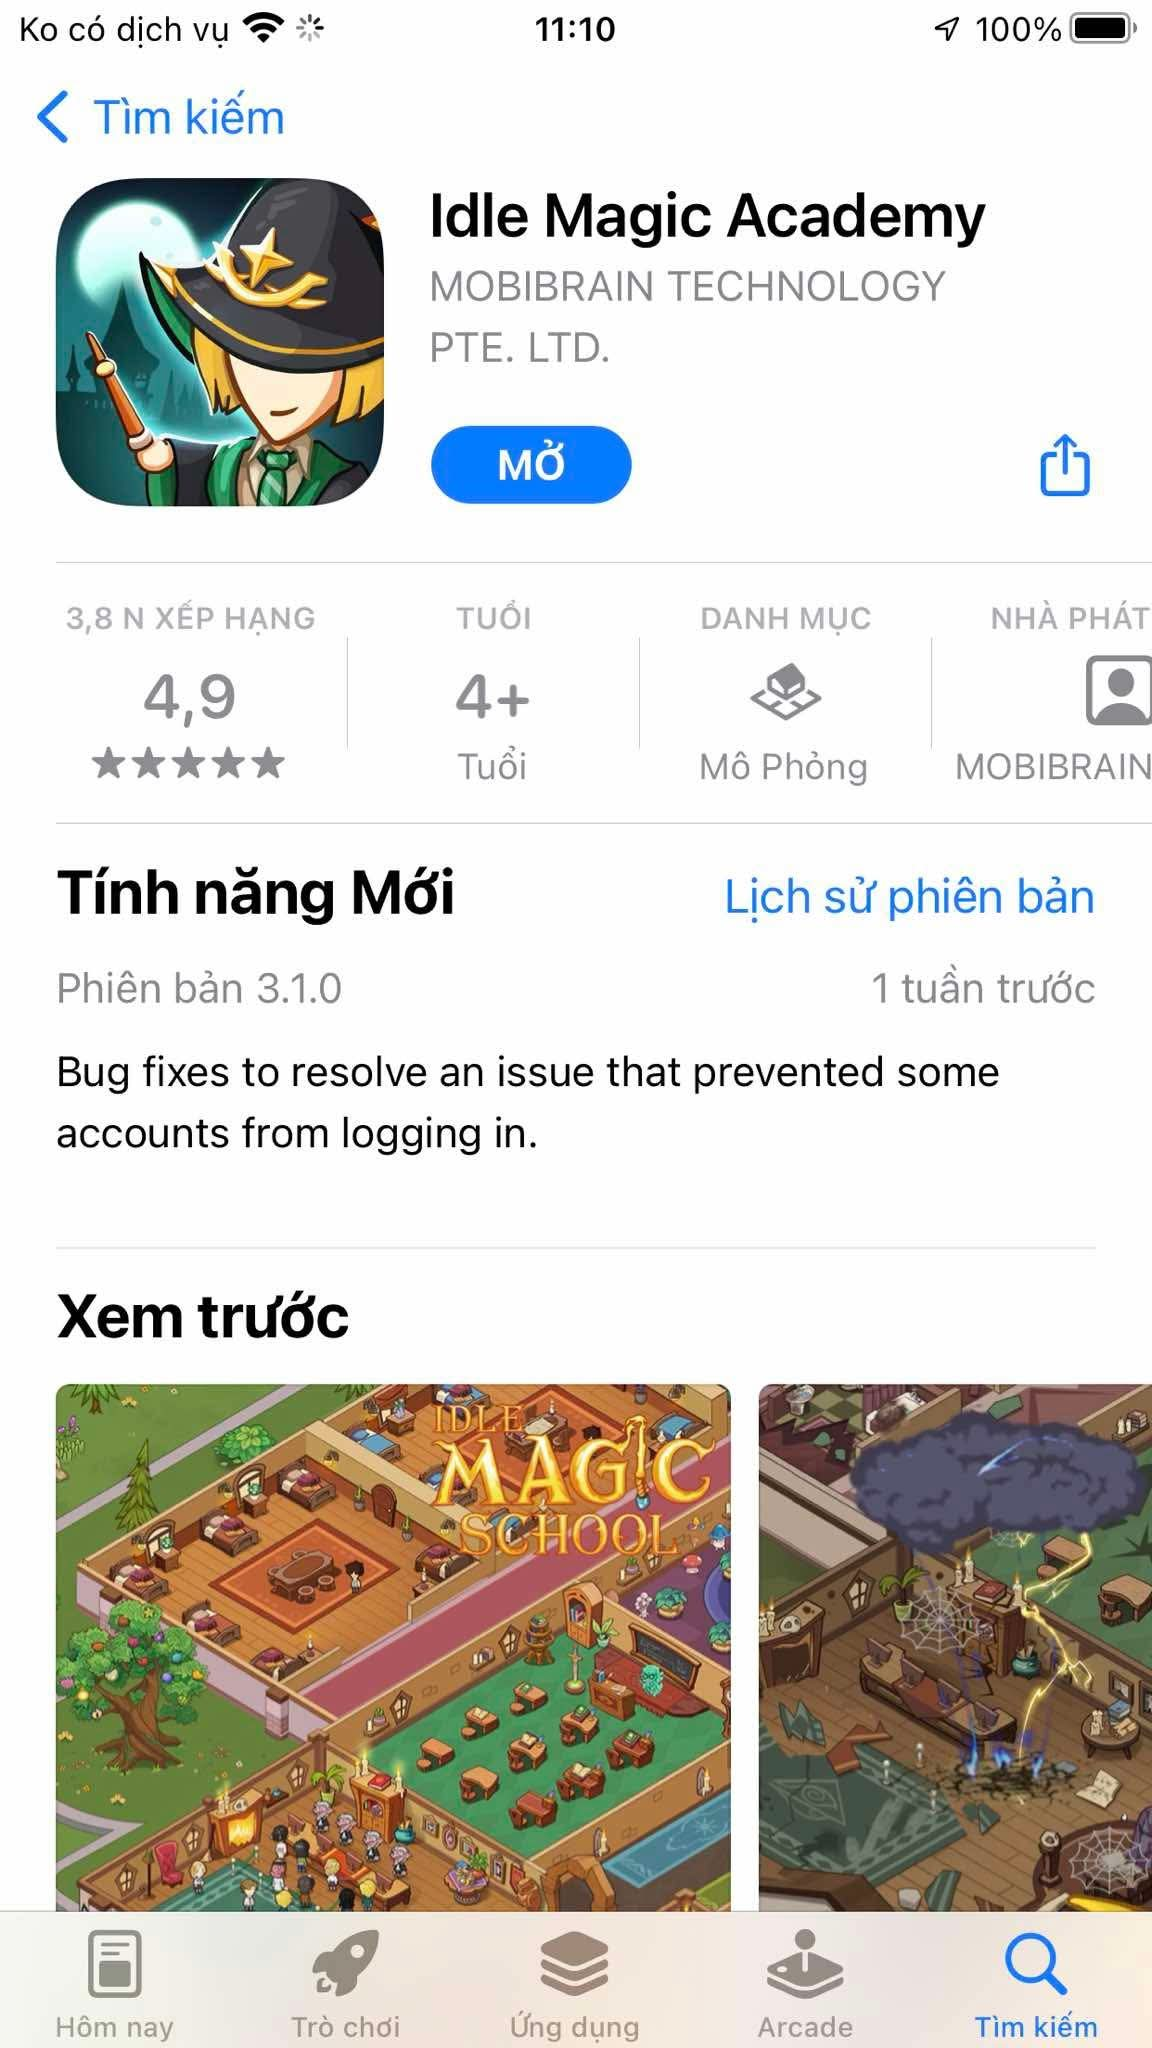 Ko có dịch vụ 11:10 100%
Tìm kiếm
Idle Magic Academy
MOBIBRAIN TECHNOLOGY
PTE. LTD.
MỞ
3,8 N XẾP HẠNG TUỔI DANH MỤC NHÀ PHÁT
4,9 4+
Tuổi Mô Phỏng MOBIBRAIN
Tính năng Mới Lịch sử phiên bản
Phiên bản 3.1.0 1 tuần trước
Bug fixes to resolve an issue that prevented some
accounts from logging in.
Xem trước
IDLE
MAGIC
SCHOOL
Hôm nay Trò chơi Ứng dụng Arcade Tìm kiếm